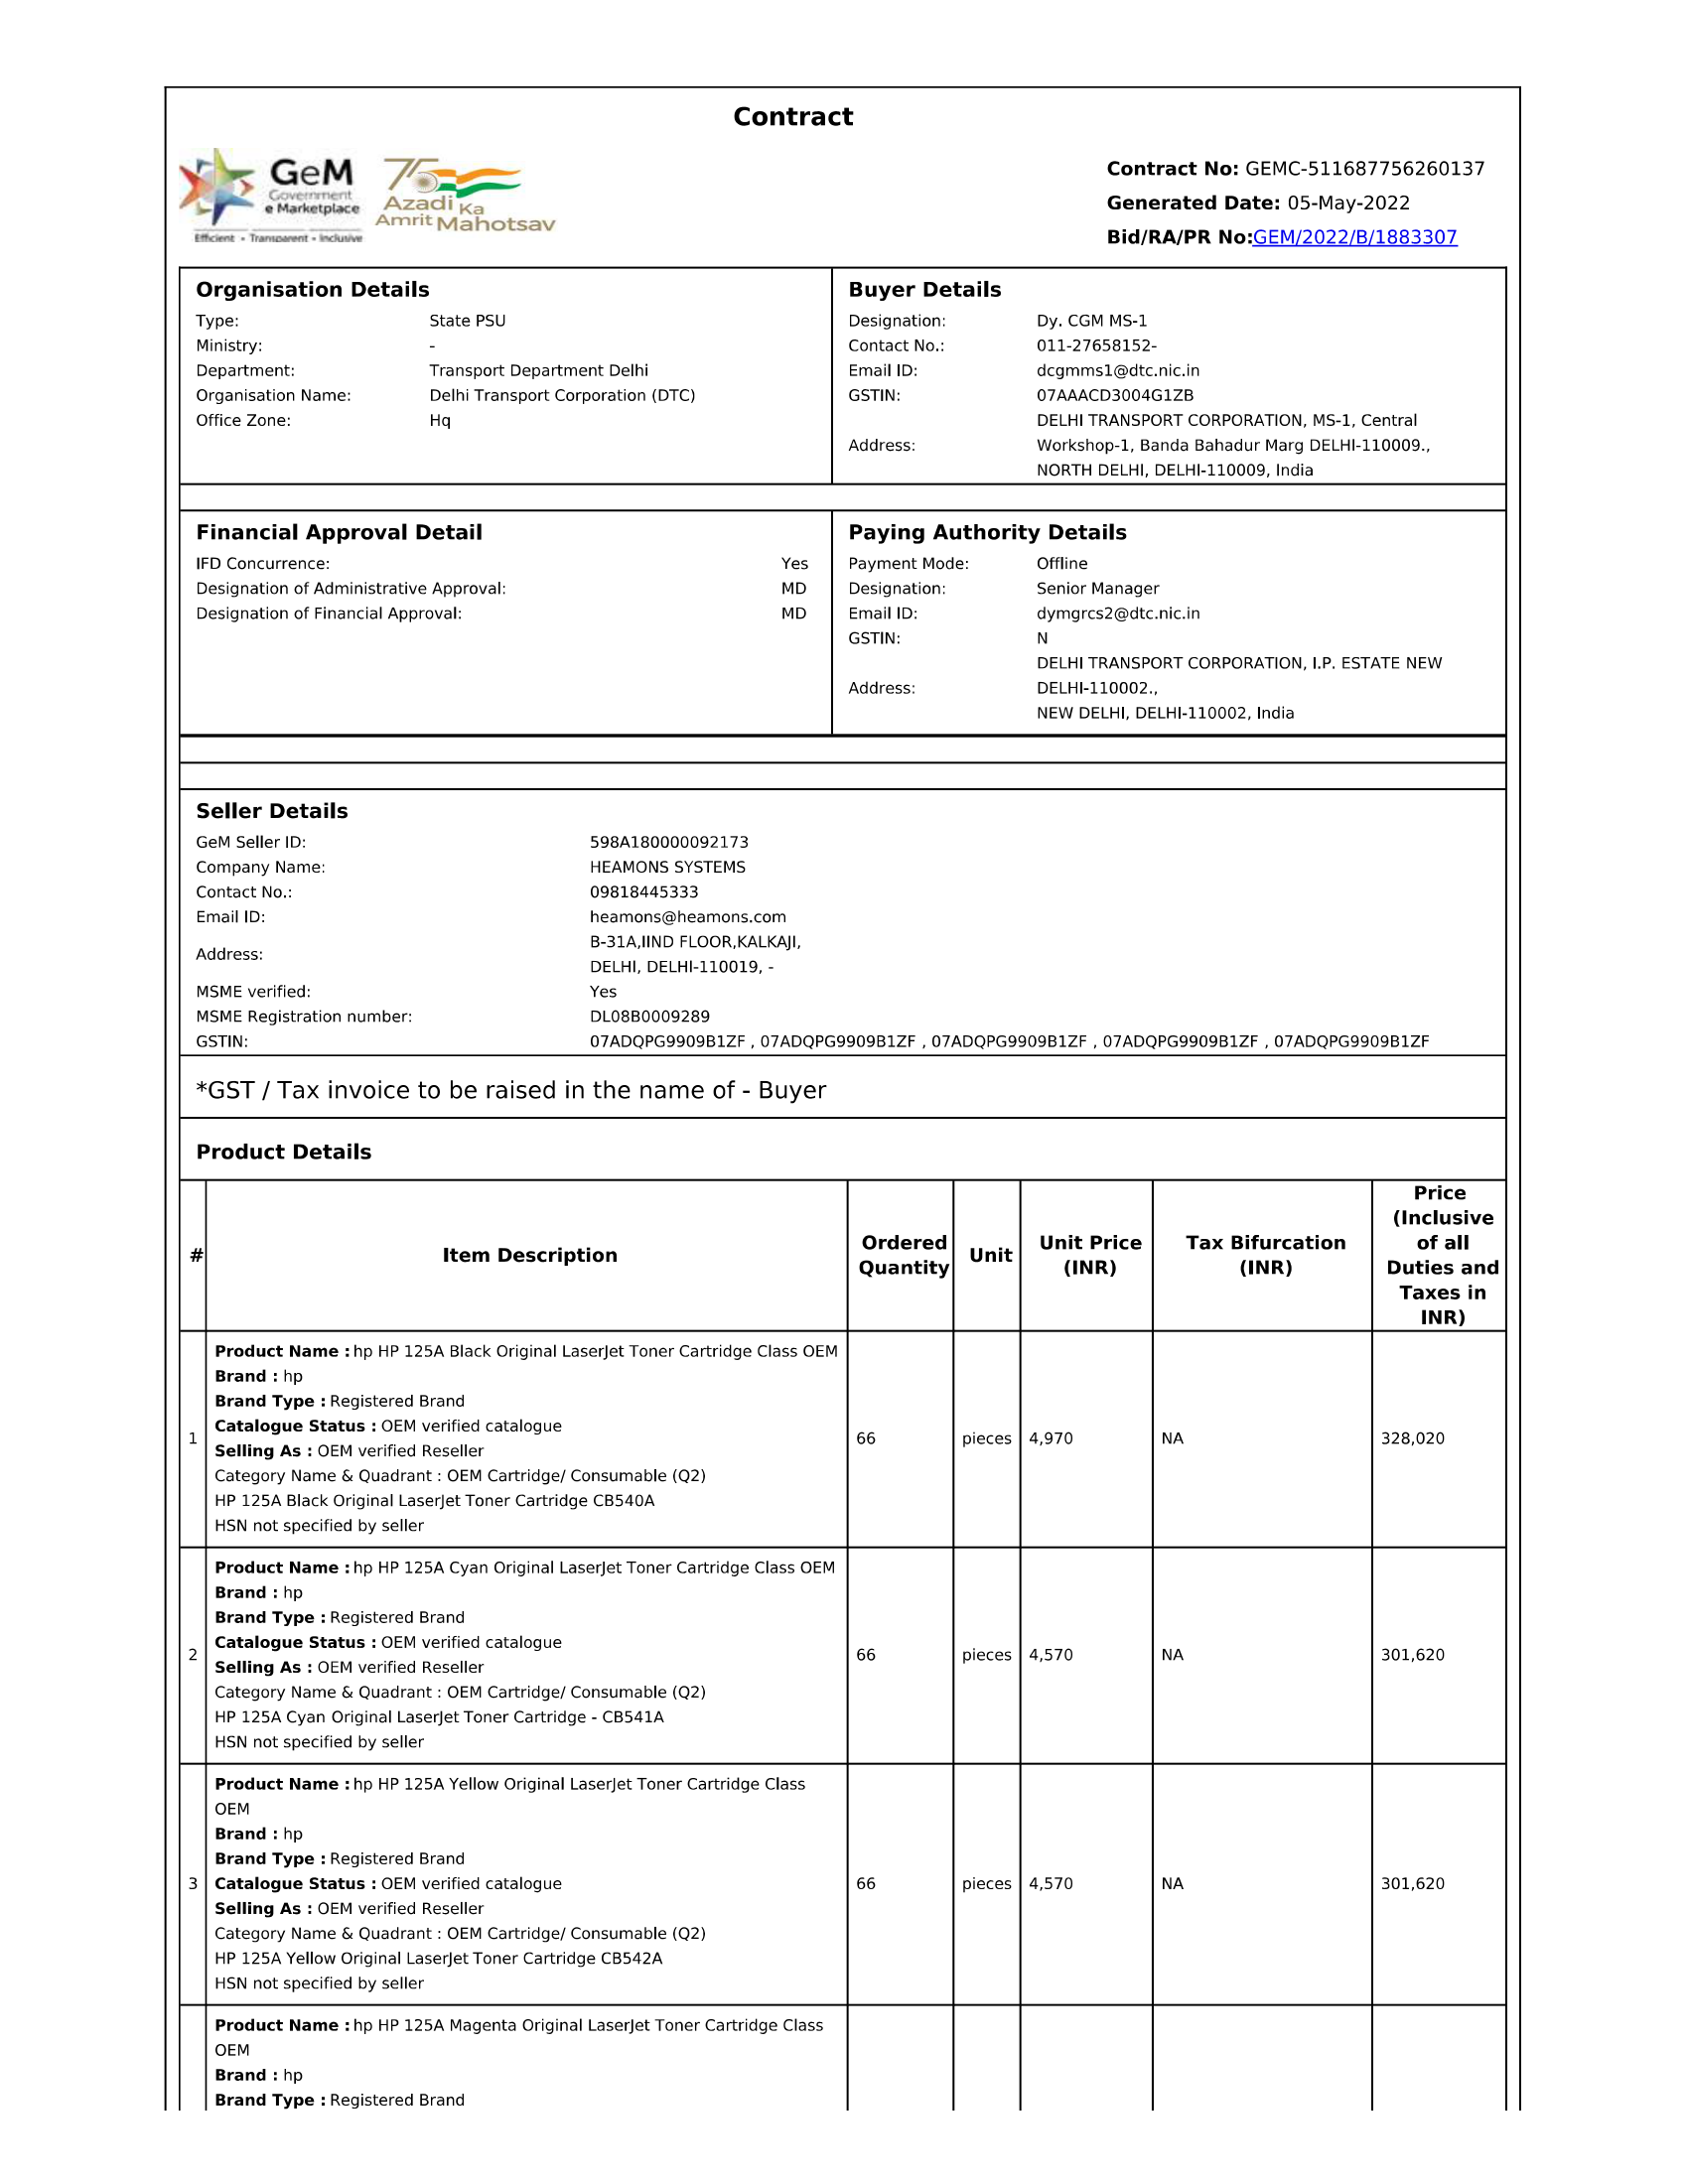 Contract
GeM
Government
e Marketplace
Efficient • Transparent • Inclusive
75
Azadi Ka
Amrit Mahotsav
Contract No: GEMC-511687756260137
Generated Date: 05-May-2022
Bid/RA/PR No:GEM/2022/B/1883307
Organisation Details
Type: State PSU
Ministry: -
Department: Transport Department Delhi
Organisation Name: Delhi Transport Corporation (DTC)
Office Zone: Hq
Buyer Details
Designation: Dy. CGM MS-1
Contact No.: 011-27658152-
Email ID: dcgmms1@dtc.nic.in
GSTIN: 07AAACD3004G1ZB
DELHI TRANSPORT CORPORATION, MS-1, Central
Address: Workshop-1, Banda Bahadur Marg DELHI-110009.,
NORTH DELHI, DELHI-110009, India
Financial Approval Detail
IFD Concurrence: Yes
Designation of Administrative Approval: MD
Designation of Financial Approval: MD
Paying Authority Details
Payment Mode: Offline
Designation: Senior Manager
Email ID: dymgrcs2@dtc.nic.in
GSTIN: N
DELHI TRANSPORT CORPORATION, I.P. ESTATE NEW
Address: DELHI-110002.,
NEW DELHI, DELHI-110002, India
Seller Details
GeM Seller ID: 598A180000092173
Company Name: HEAMONS SYSTEMS
Contact No.: 09818445333
Email ID: heamons@heamons.com
Address: B-31A,IIND FLOOR,KALKAJI,
DELHI, DELHI-110019, -
MSME verified: Yes
MSME Registration number: DL08B0009289
GSTIN: 07ADQPG9909B1ZF , 07ADQPG9909B1ZF , 07ADQPG9909B1ZF , 07ADQPG9909B1ZF , 07ADQPG9909B1ZF
*GST / Tax invoice to be raised in the name of - Buyer
Product Details
#
Item Description
Ordered
Quantity
Unit
Unit Price
(INR)
Tax Bifurcation
(INR)
Price
(Inclusive
of all
Duties and
Taxes in
INR)
1
Product Name : hp HP 125A Black Original LaserJet Toner Cartridge Class OEM
Brand : hp
Brand Type : Registered Brand
Catalogue Status : OEM verified catalogue
Selling As : OEM verified Reseller
Category Name & Quadrant : OEM Cartridge/ Consumable (Q2)
HP 125A Black Original LaserJet Toner Cartridge CB540A
HSN not specified by seller
66 pieces 4,970 NA 328,020
2
Product Name : hp HP 125A Cyan Original LaserJet Toner Cartridge Class OEM
Brand : hp
Brand Type : Registered Brand
Catalogue Status : OEM verified catalogue
Selling As : OEM verified Reseller
Category Name & Quadrant : OEM Cartridge/ Consumable (Q2)
HP 125A Cyan Original LaserJet Toner Cartridge - CB541A
HSN not specified by seller
66 pieces 4,570 NA 301,620
3
Product Name : hp HP 125A Yellow Original LaserJet Toner Cartridge Class
OEM
Brand : hp
Brand Type : Registered Brand
Catalogue Status : OEM verified catalogue
Selling As : OEM verified Reseller
Category Name & Quadrant : OEM Cartridge/ Consumable (Q2)
HP 125A Yellow Original LaserJet Toner Cartridge CB542A
HSN not specified by seller
66 pieces 4,570 NA 301,620
Product Name : hp HP 125A Magenta Original LaserJet Toner Cartridge Class
OEM
Brand : hp
Brand Type : Registered Brand